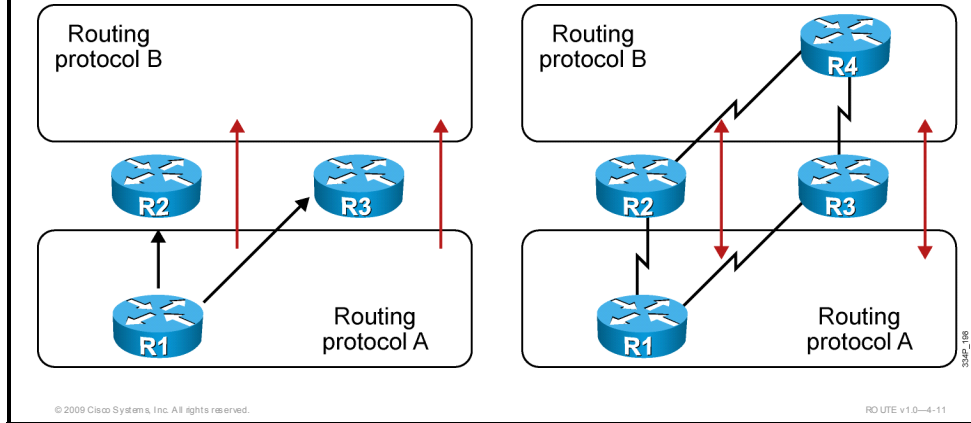 Routing
protocol B
R2
R3
R1
Routing
protocol A
Routing
protocol B
R4
R2
R3
R1
Routing
protocol A
334P_196
© 2009 Cisco Systems, Inc. All rights reserved.
ROUTE v1.0—4-11